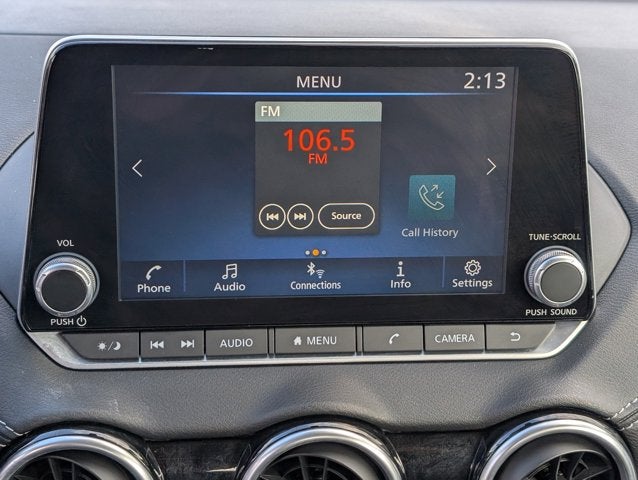 MENU
2:13
FM
106.5
FM
Source
Call History
Phone
Audio
Connections
Info
Settings
VOL
PUSH
TUNE·SCROLL
PUSH SOUND
AUDIO
MENU
CAMERA